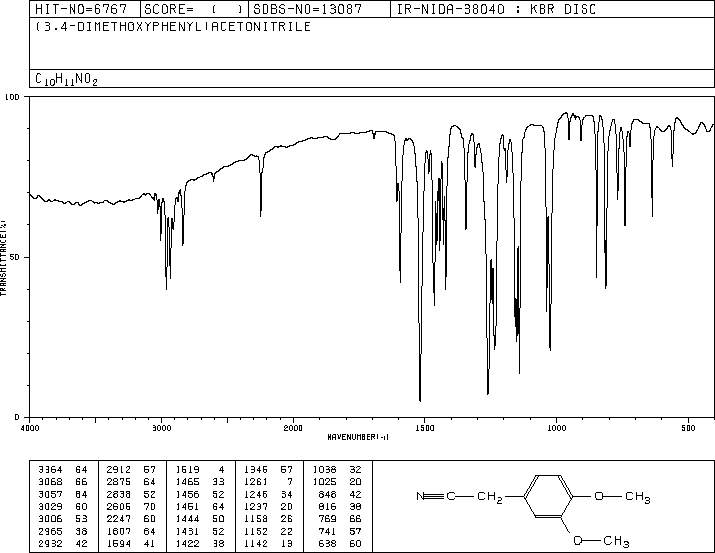 HIT-NO=6767 SCORE= ( ) SDBS-NO=13087 IR-NIDA-38040 : KBR DISC
(3,4-DIMETHOXYPHENYL)ACETONITRILE
C10H11NO2
100
TRANSMITTANCE(%)
50
0
4000 3000 2000 1500 1000 500
WAVENUMBER(-1)
3364 64 2912 57 1519 4 1345 57 1038 32
3068 66 2875 64 1465 33 1261 7 1025 20
3057 64 2838 52 1456 52 1246 34 848 42
3029 60 2605 70 1451 64 1237 20 816 38
3006 53 2247 60 1444 50 1158 26 769 66
2965 38 1607 64 1431 52 1152 22 741 57
2932 42 1594 41 1422 38 1142 13 638 60
N C CH2 O CH3
O CH3